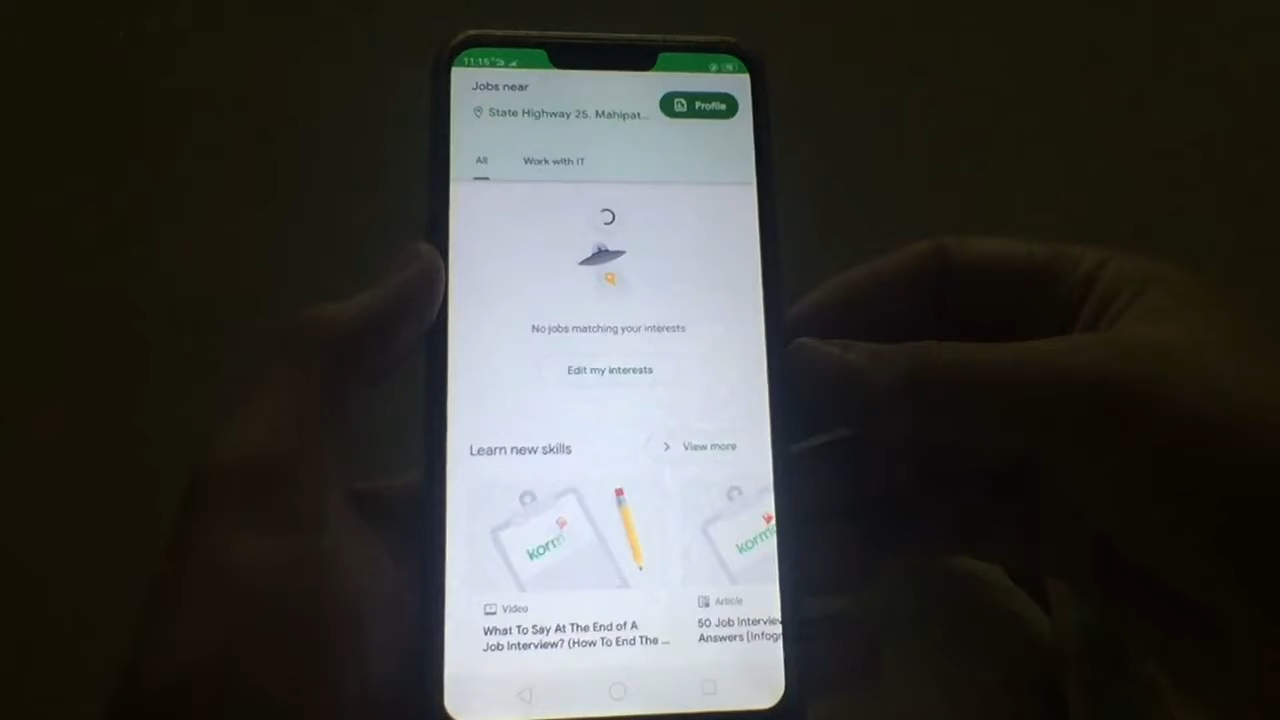 11:15
Jobs near
State Highway 25, Mahipat...
Profile
All
Work with IT
No jobs matching your interests
Edit my interests
Learn new skills
View more
korm
korm
Video
What To Say At The End of A
Job Interview? (How To End The ...
Article
50 Job Interview
Answers [Infogr